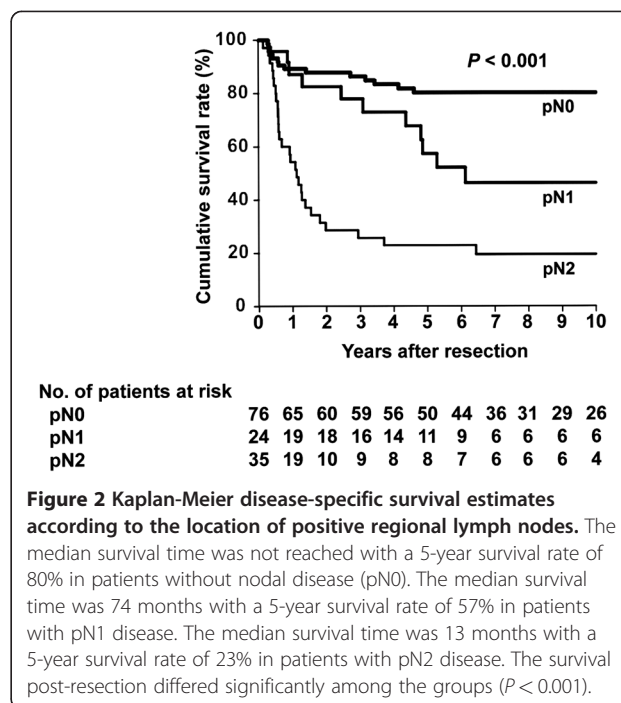 100
80
60
40
20
0
Cumulative survival rate (%)
P < 0.001
pN0
pN1
pN2
0 1 2 3 4 5 6 7 8 9 10
Years after resection
No. of patients at risk
pN0 76 65 60 59 56 50 44 36 31 29 26
pN1 24 19 18 16 14 11 9 6 6 6 6
pN2 35 19 10 9 8 8 7 6 6 6 4
Figure 2 Kaplan-Meier disease-specific survival estimates
according to the location of positive regional lymph nodes. The
median survival time was not reached with a 5-year survival rate of
80% in patients without nodal disease (pN0). The median survival
time was 74 months with a 5-year survival rate of 57% in patients
with pN1 disease. The median survival time was 13 months with a
5-year survival rate of 23% in patients with pN2 disease. The survival
post-resection differed significantly among the groups (P < 0.001).